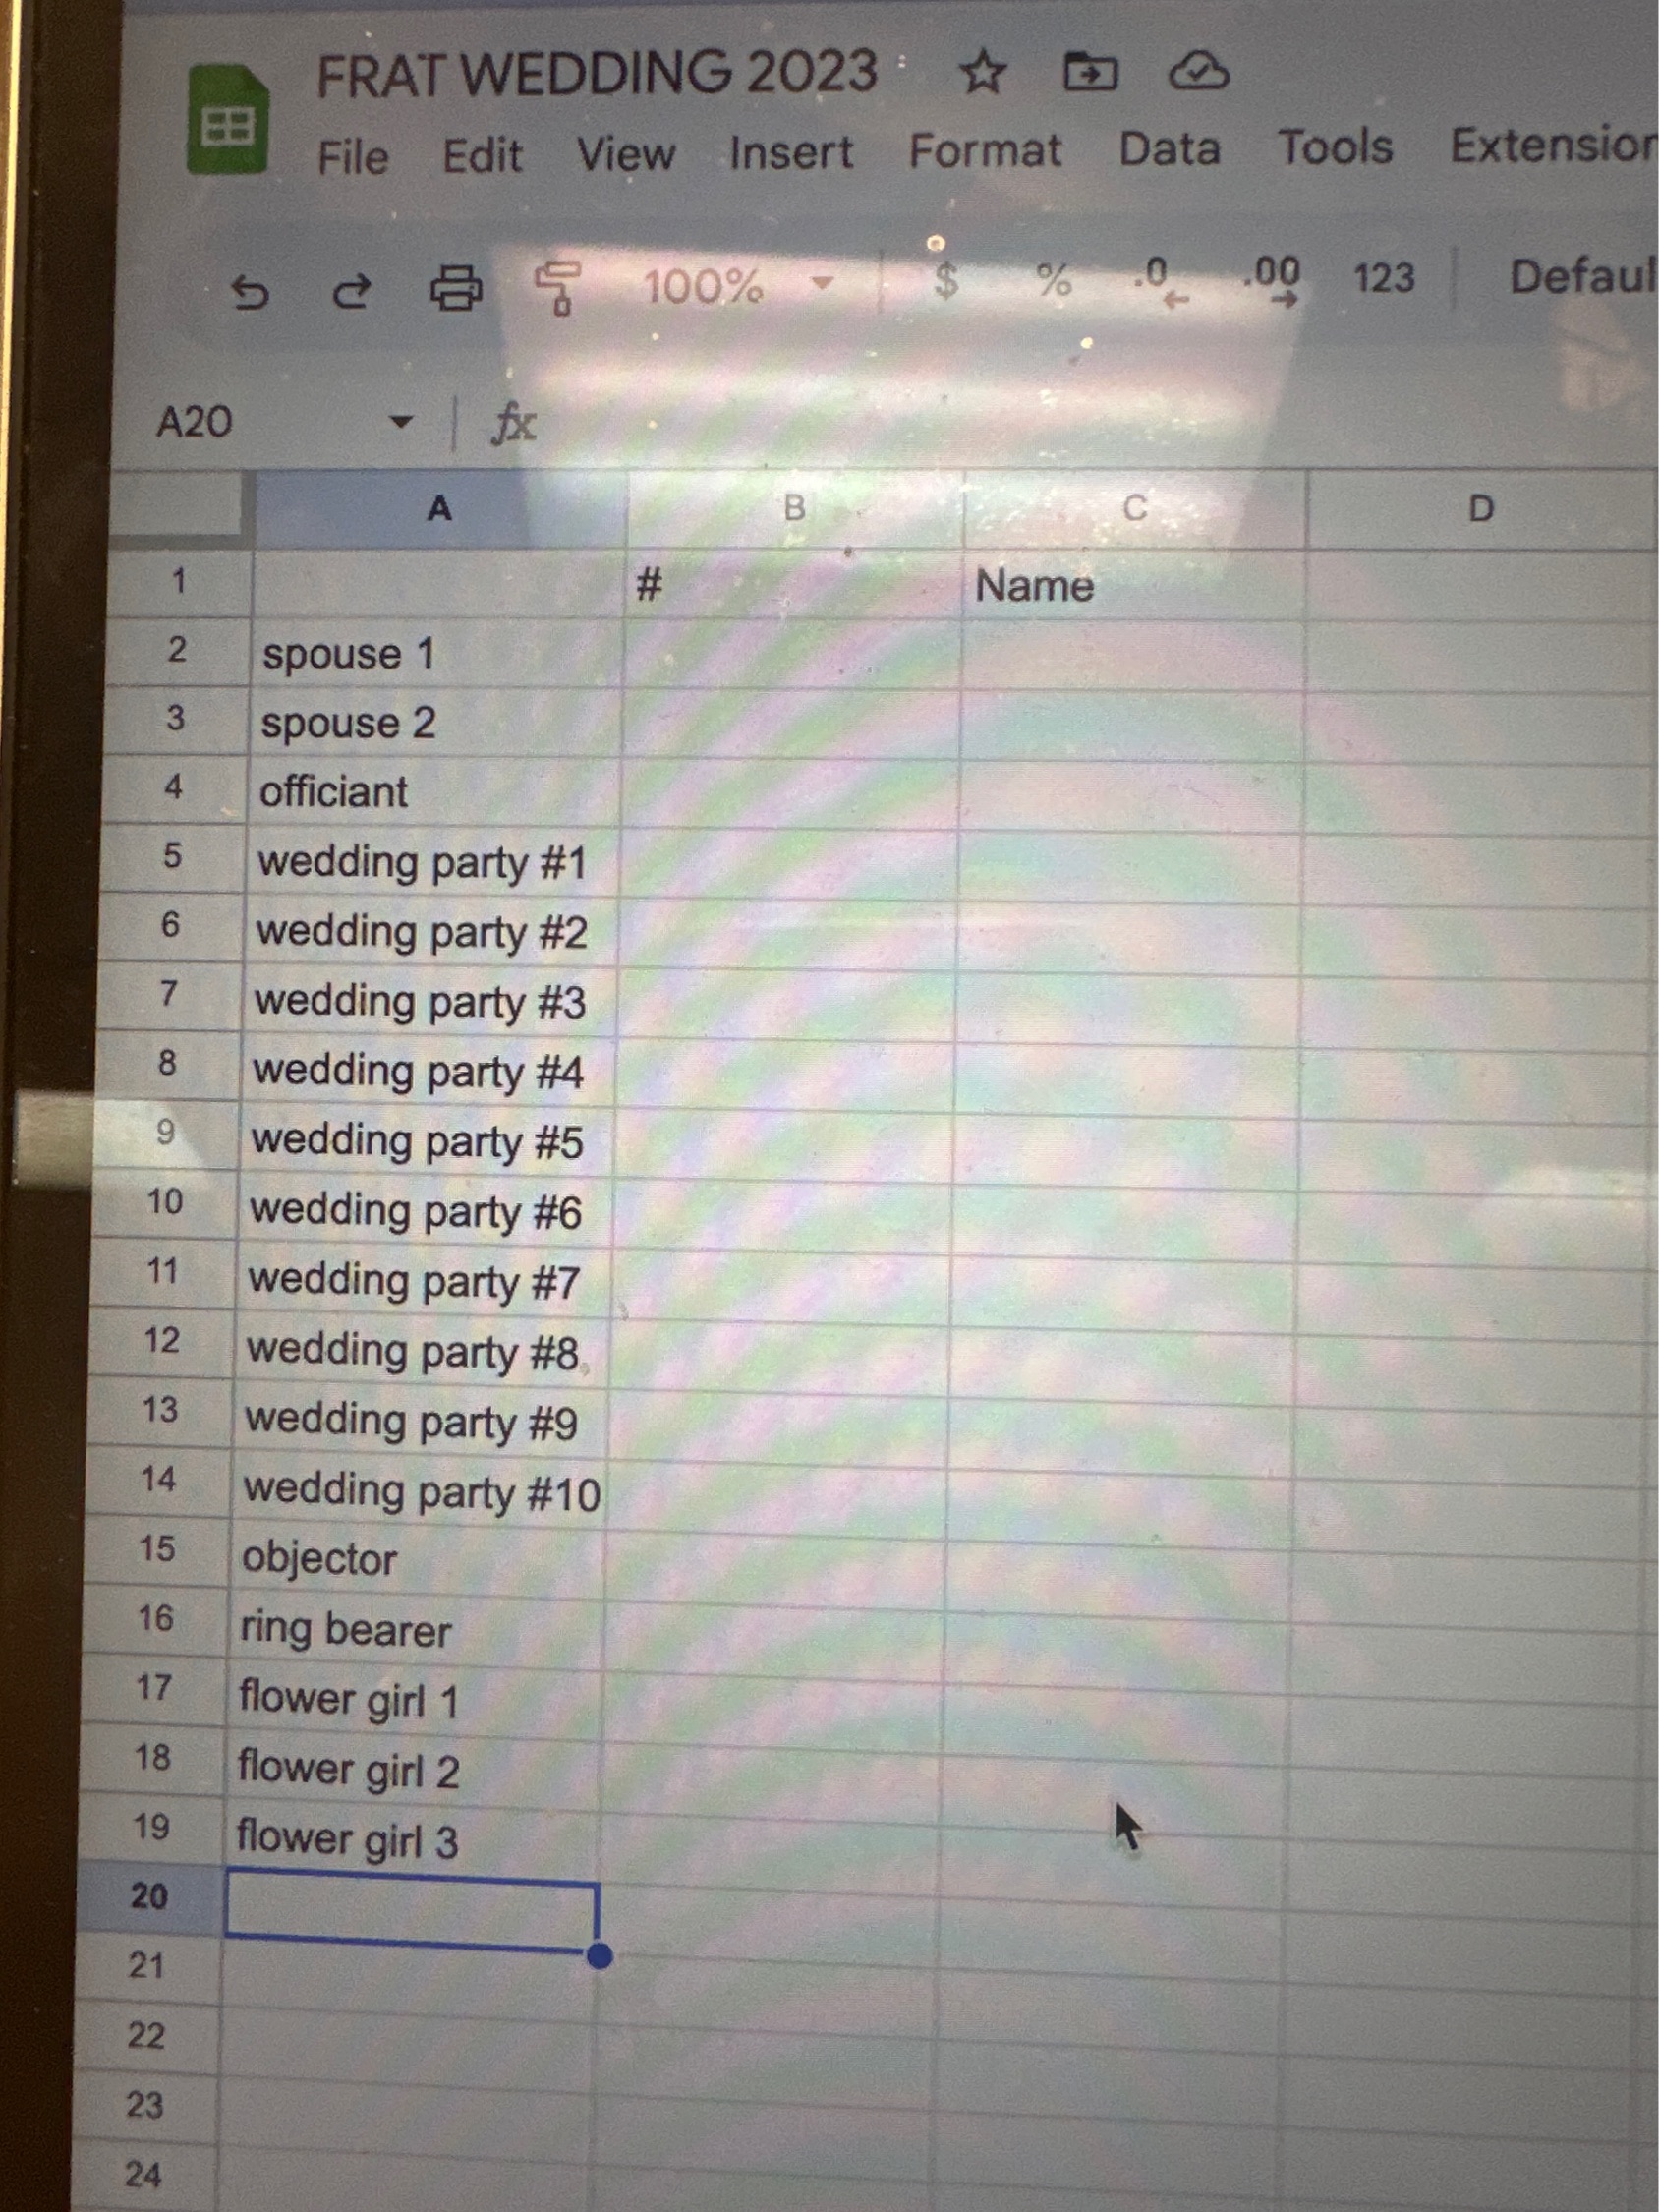 FRAT WEDDING 2023
File Edit View Insert Format Data Tools Extension
100% $ % .0 .00 123 Defaul
A20 fx
A B C D
1 # Name
2 spouse 1
3 spouse 2
4 officiant
5 wedding party #1
6 wedding party #2
7 wedding party #3
8 wedding party #4
9 wedding party #5
10 wedding party #6
11 wedding party #7
12 wedding party #8
13 wedding party #9
14 wedding party #10
15 objector
16 ring bearer
17 flower girl 1
18 flower girl 2
19 flower girl 3
20
21
22
23
24